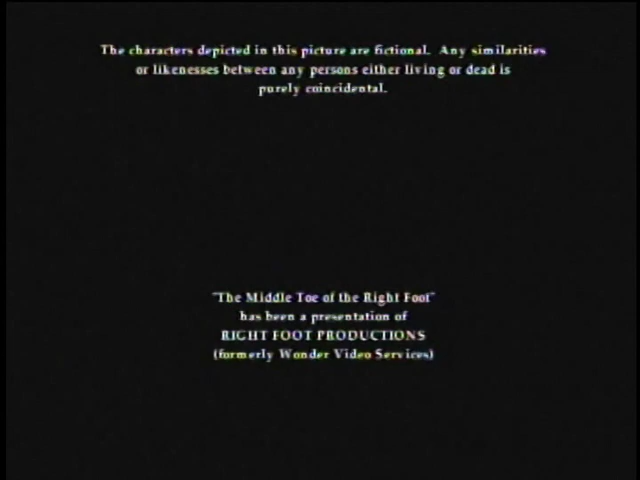 The characters depicted in this picture are fictional. Any similarities
or likenesses between any persons either living or dead is
purely coincidental.
"The Middle Toe of the Right Foot"
has been a presentation of
RIGHT FOOT PRODUCTIONS
(formerly Wonder Video Services)